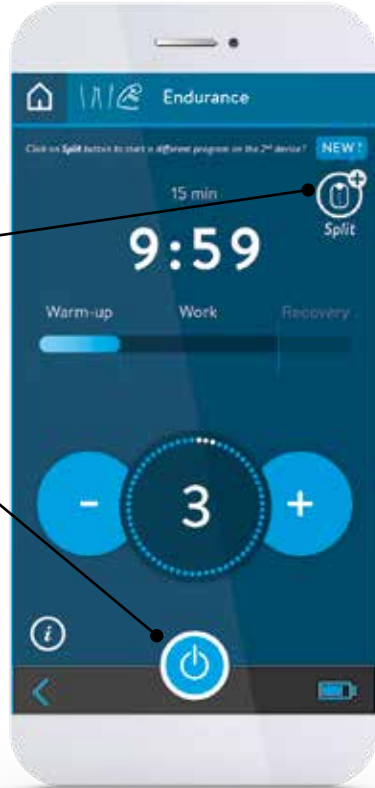 Endurance
Click on Split button to start a different program on the 2nd device!
NEW!
15 min
Split
9:59
Warm-up Work Recovery
- 3 +
i